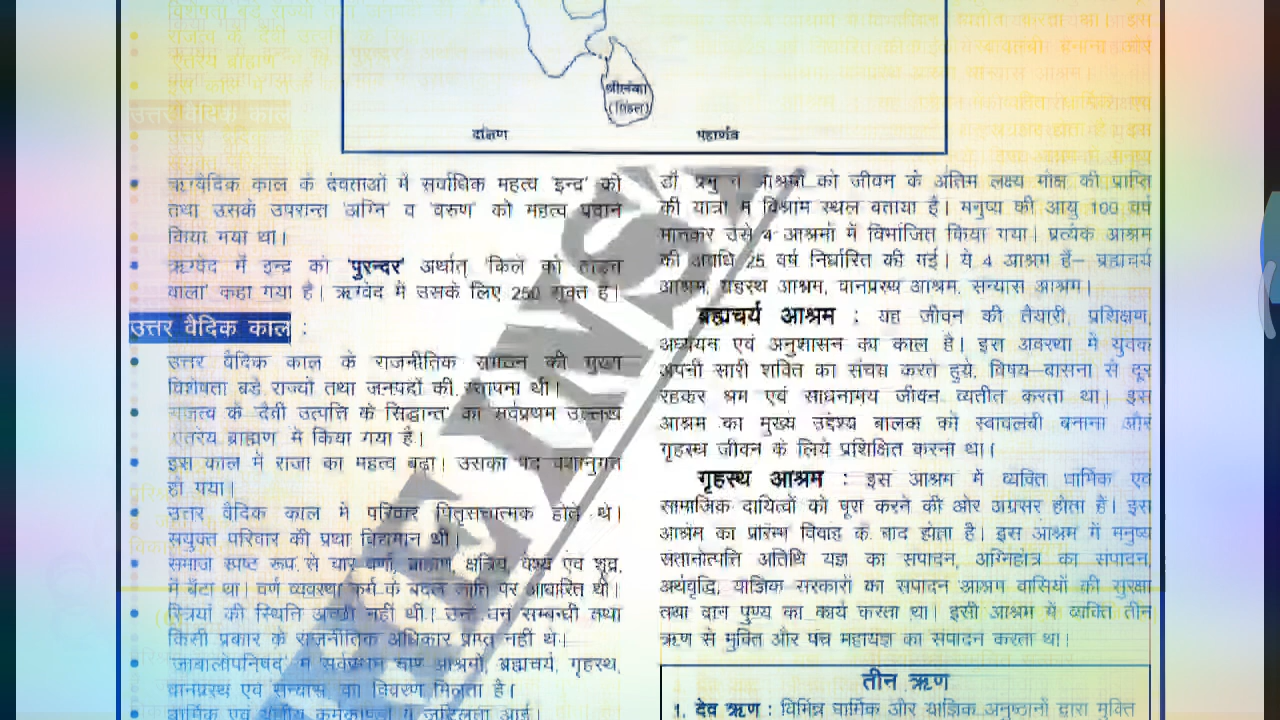 श्रीलंका
(सिंहल)
दक्षिण महार्णव
ऋग्वैदिक काल के देवताओं में सर्वाधिक महत्व 'इन्द्र' को
तथा उसके उपरान्त 'अग्नि' व 'वरुण' को महत्व प्रदान
किया गया था।
ऋग्वेद में इन्द्र को 'पुरन्दर' अर्थात् 'किले को तोड़ने
वाला' कहा गया है। ऋग्वेद में उसके लिए 250 सूक्त हैं।
उत्तर वैदिक काल :
उत्तर वैदिक काल के राजनीतिक संगठन की मुख्य
विशेषता बड़े राज्यों तथा जनपदों की स्थापना थी।
राजत्व के 'दैवी उत्पत्ति के सिद्धान्त' का सर्वप्रथम उल्लेख
ऐतरेय ब्राह्मण में किया गया है।
इस काल में राजा का महत्व बढ़ा। उसका पद वंशानुगत
हो गया।
उत्तर वैदिक काल में परिवार पितृसत्तात्मक होते थे।
संयुक्त परिवार की प्रथा विद्यमान थी।
समाज स्पष्ट रूप से चार वर्णों, ब्राह्मण, क्षत्रिय, वैश्य एवं शूद्र,
में बँटा था। वर्ण व्यवस्था कर्म के बदले जाति पर आधारित थी।
स्त्रियों की स्थिति अच्छी नहीं थी। उन्हें धन सम्बन्धी तथा
किसी प्रकार के राजनीतिक अधिकार प्राप्त नहीं थे।
'जाबालोपनिषद' में सर्वप्रथम चार आश्रमों, ब्रह्मचर्य, गृहस्थ,
वानप्रस्थ एवं सन्यास का विवरण मिलता है।
धार्मिक एवं कर्मकाण्डों में जटिलता आई।
डॉ. प्रभु ने आश्रमों को जीवन के अंतिम लक्ष्य मोक्ष की प्राप्ति
की यात्रा में विश्राम स्थल बताया है। मनुष्य की आयु 100 वर्ष
मानकर उसे 4 आश्रमों में विभाजित किया गया। प्रत्येक आश्रम
की अवधि 25 वर्ष निर्धारित की गई। ये 4 आश्रम हैं– ब्रह्मचर्य
आश्रम, गृहस्थ आश्रम, वानप्रस्थ आश्रम, सन्यास आश्रम।
ब्रह्मचर्य आश्रम : यह जीवन की तैयारी, प्रशिक्षण,
अध्ययन एवं अनुशासन का काल है। इस अवस्था में युवक
अपनी सारी शक्ति का संचय करते हुये, विषय–बासना से दूर
रहकर श्रम एवं साधनामय जीवन व्यतीत करता था। इस
आश्रम का मुख्य उद्देश्य बालक को स्वावलंबी बनाना और
गृहस्थ जीवन के लिये प्रशिक्षित करना था।
गृहस्थ आश्रम : इस आश्रम में व्यक्ति धार्मिक एवं
सामाजिक दायित्वों को पूरा करने की ओर अग्रसर होता है। इस
आश्रम का प्रारम्भ विवाह के बाद होता है। इस आश्रम में मनुष्य
संतानोत्पत्ति अतिथि यज्ञ का संपादन, अग्निहोत्र का संपादन,
अर्थवृद्धि, याज्ञिक संस्कारों का संपादन आश्रम वासियों की सुरक्षा
तथा दान पुण्य का कार्य करता था। इसी आश्रम में व्यक्ति तीन
ऋण से मुक्ति और पंच महायज्ञ का संपादन करता था।
तीन ऋण
1. देव ऋण : विभिन्न धार्मिक और याज्ञिक अनुष्ठानों द्वारा मुक्ति